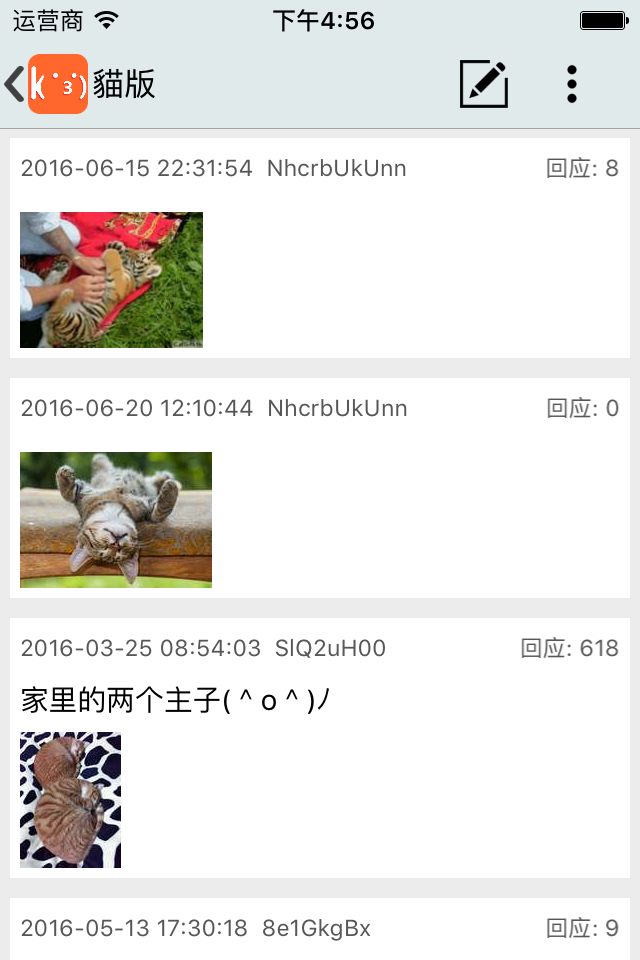 运营商 下午4:56
k(・3・) 貓版
2016-06-15 22:31:54 NhcrbUkUnn 回应: 8
2016-06-20 12:10:44 NhcrbUkUnn 回应: 0
2016-03-25 08:54:03 SlQ2uH00 回应: 618
家里的两个主子(＾o＾)ﾉ
2016-05-13 17:30:18 8e1GkgBx 回应: 9